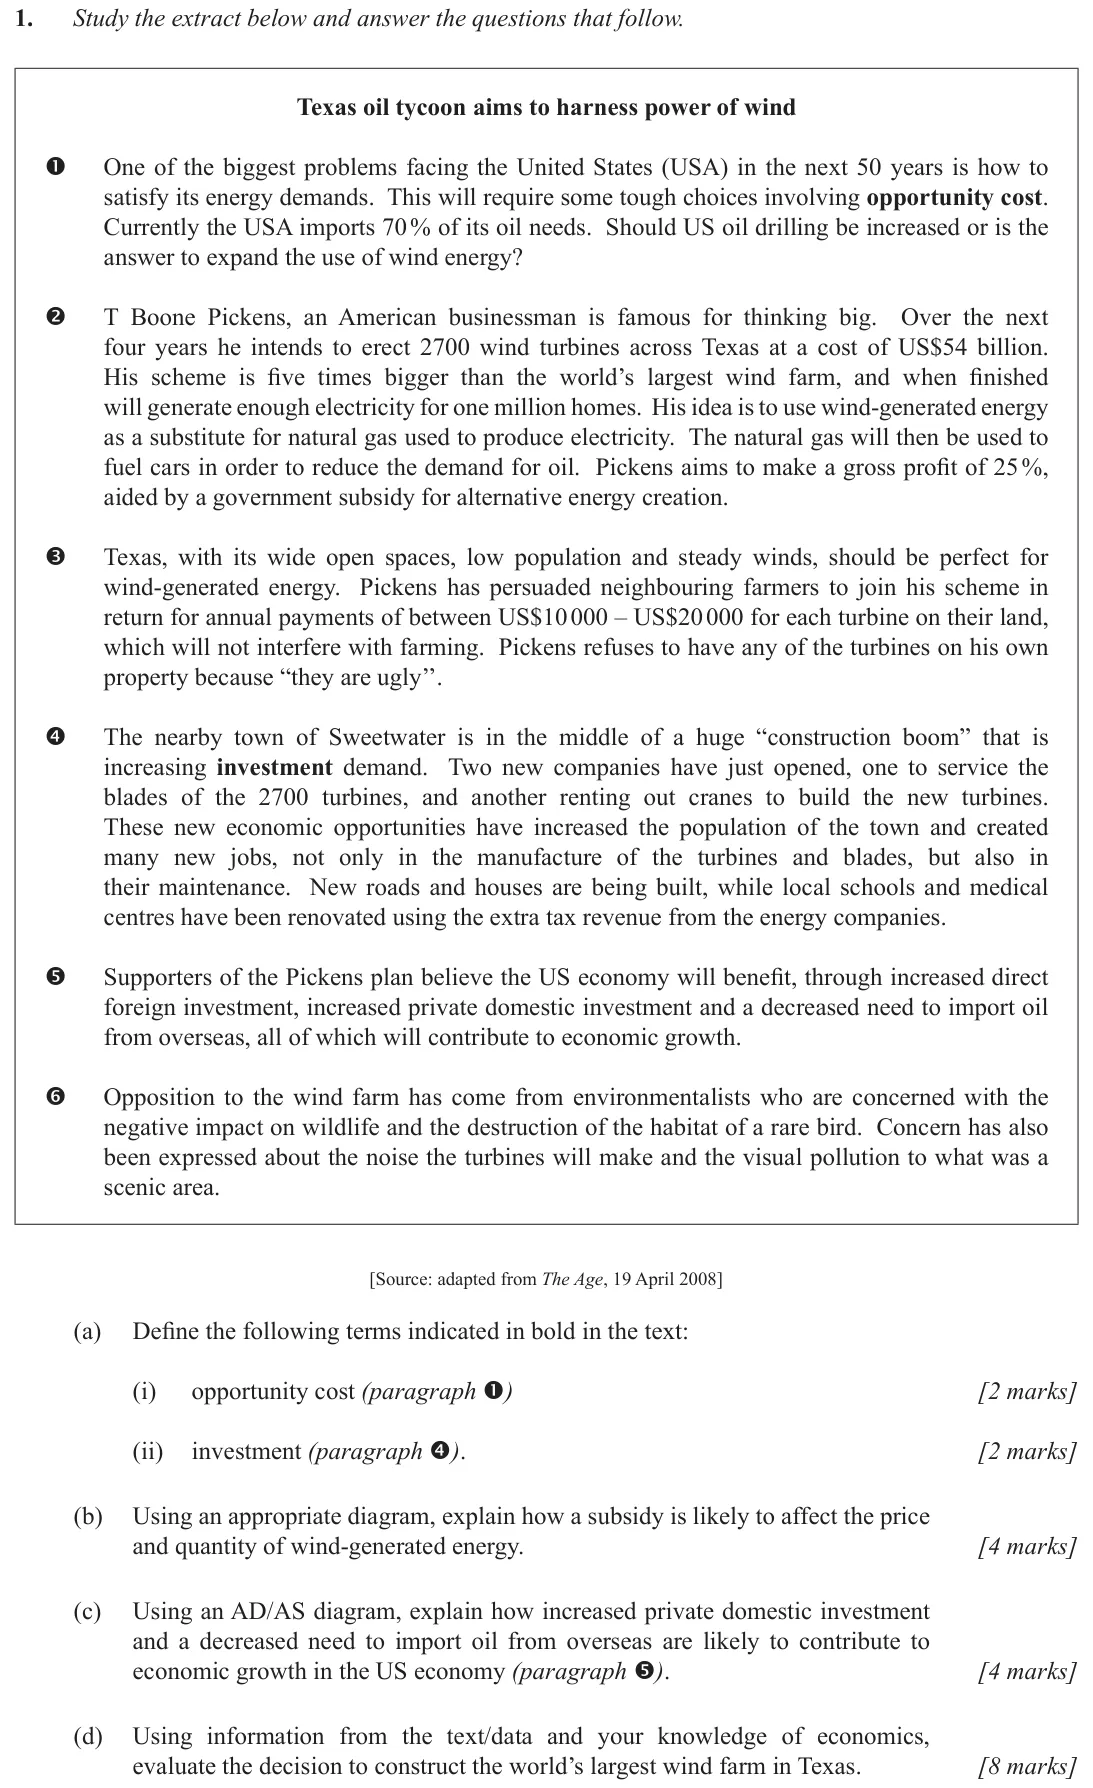 1. Study the extract below and answer the questions that follow.
Texas oil tycoon aims to harness power of wind
❶ One of the biggest problems facing the United States (USA) in the next 50 years is how to
satisfy its energy demands. This will require some tough choices involving opportunity cost.
Currently the USA imports 70% of its oil needs. Should US oil drilling be increased or is the
answer to expand the use of wind energy?
❷ T Boone Pickens, an American businessman is famous for thinking big. Over the next
four years he intends to erect 2700 wind turbines across Texas at a cost of US$54 billion.
His scheme is five times bigger than the world's largest wind farm, and when finished
will generate enough electricity for one million homes. His idea is to use wind-generated energy
as a substitute for natural gas used to produce electricity. The natural gas will then be used to
fuel cars in order to reduce the demand for oil. Pickens aims to make a gross profit of 25%,
aided by a government subsidy for alternative energy creation.
❸ Texas, with its wide open spaces, low population and steady winds, should be perfect for
wind-generated energy. Pickens has persuaded neighbouring farmers to join his scheme in
return for annual payments of between US$10000 – US$20000 for each turbine on their land,
which will not interfere with farming. Pickens refuses to have any of the turbines on his own
property because “they are ugly’’.
❹ The nearby town of Sweetwater is in the middle of a huge “construction boom” that is
increasing investment demand. Two new companies have just opened, one to service the
blades of the 2700 turbines, and another renting out cranes to build the new turbines.
These new economic opportunities have increased the population of the town and created
many new jobs, not only in the manufacture of the turbines and blades, but also in
their maintenance. New roads and houses are being built, while local schools and medical
centres have been renovated using the extra tax revenue from the energy companies.
❺ Supporters of the Pickens plan believe the US economy will benefit, through increased direct
foreign investment, increased private domestic investment and a decreased need to import oil
from overseas, all of which will contribute to economic growth.
❻ Opposition to the wind farm has come from environmentalists who are concerned with the
negative impact on wildlife and the destruction of the habitat of a rare bird. Concern has also
been expressed about the noise the turbines will make and the visual pollution to what was a
scenic area.
[Source: adapted from The Age, 19 April 2008]
(a) Define the following terms indicated in bold in the text:
(i) opportunity cost (paragraph ❶) [2 marks]
(ii) investment (paragraph ❹). [2 marks]
(b) Using an appropriate diagram, explain how a subsidy is likely to affect the price
and quantity of wind-generated energy. [4 marks]
(c) Using an AD/AS diagram, explain how increased private domestic investment
and a decreased need to import oil from overseas are likely to contribute to
economic growth in the US economy (paragraph ❺). [4 marks]
(d) Using information from the text/data and your knowledge of economics,
evaluate the decision to construct the world's largest wind farm in Texas. [8 marks]